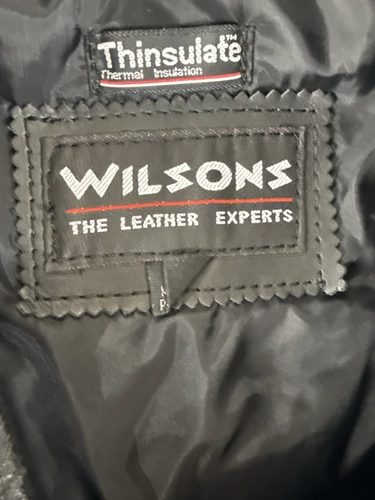 Thinsulate™
Thermal Insulation
WILSONS
THE LEATHER EXPERTS